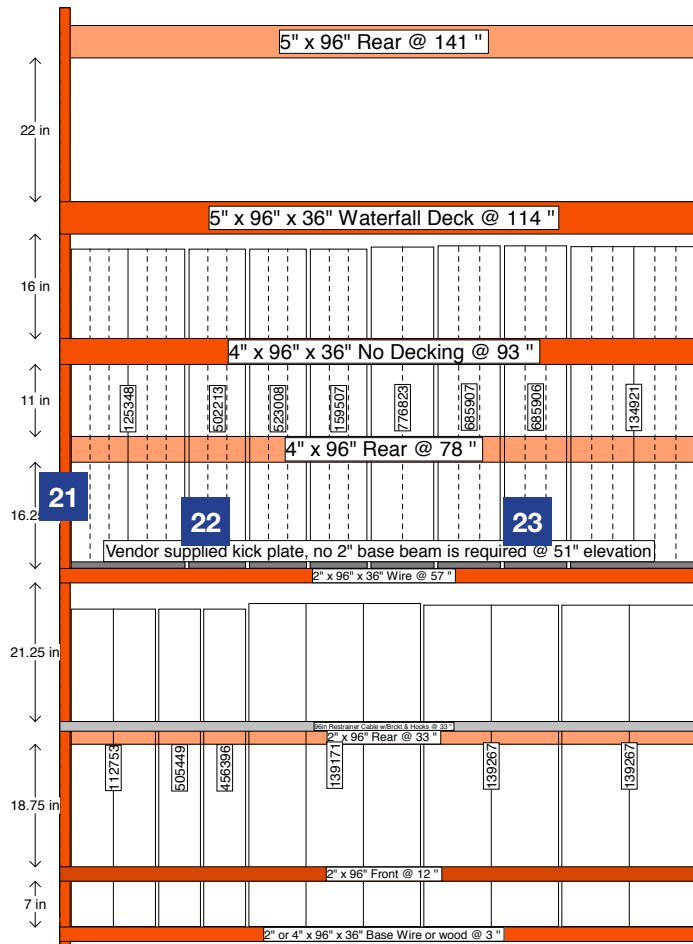 5" x 96" Rear @ 141 "
22 in
5" x 96" x 36" Waterfall Deck @ 114 "
16 in
4" x 96" x 36" No Decking @ 93 "
11 in
125348
502213
523008
159507
776823
685907
685906
134921
4" x 96" Rear @ 78 "
21
16.25
22
23
Vendor supplied kick plate, no 2" base beam is required @ 51" elevation
2" x 96" x 36" Wire @ 57 "
21.25 in
96in Restrainer Cable w/Brckt & Hooks @ 33 "
2" x 96" Rear @ 33 "
112753
505449
456396
139171
139267
139267
18.75 in
2" x 96" Front @ 12 "
7 in
2" or 4" x 96" x 36" Base Wire or wood @ 3 "